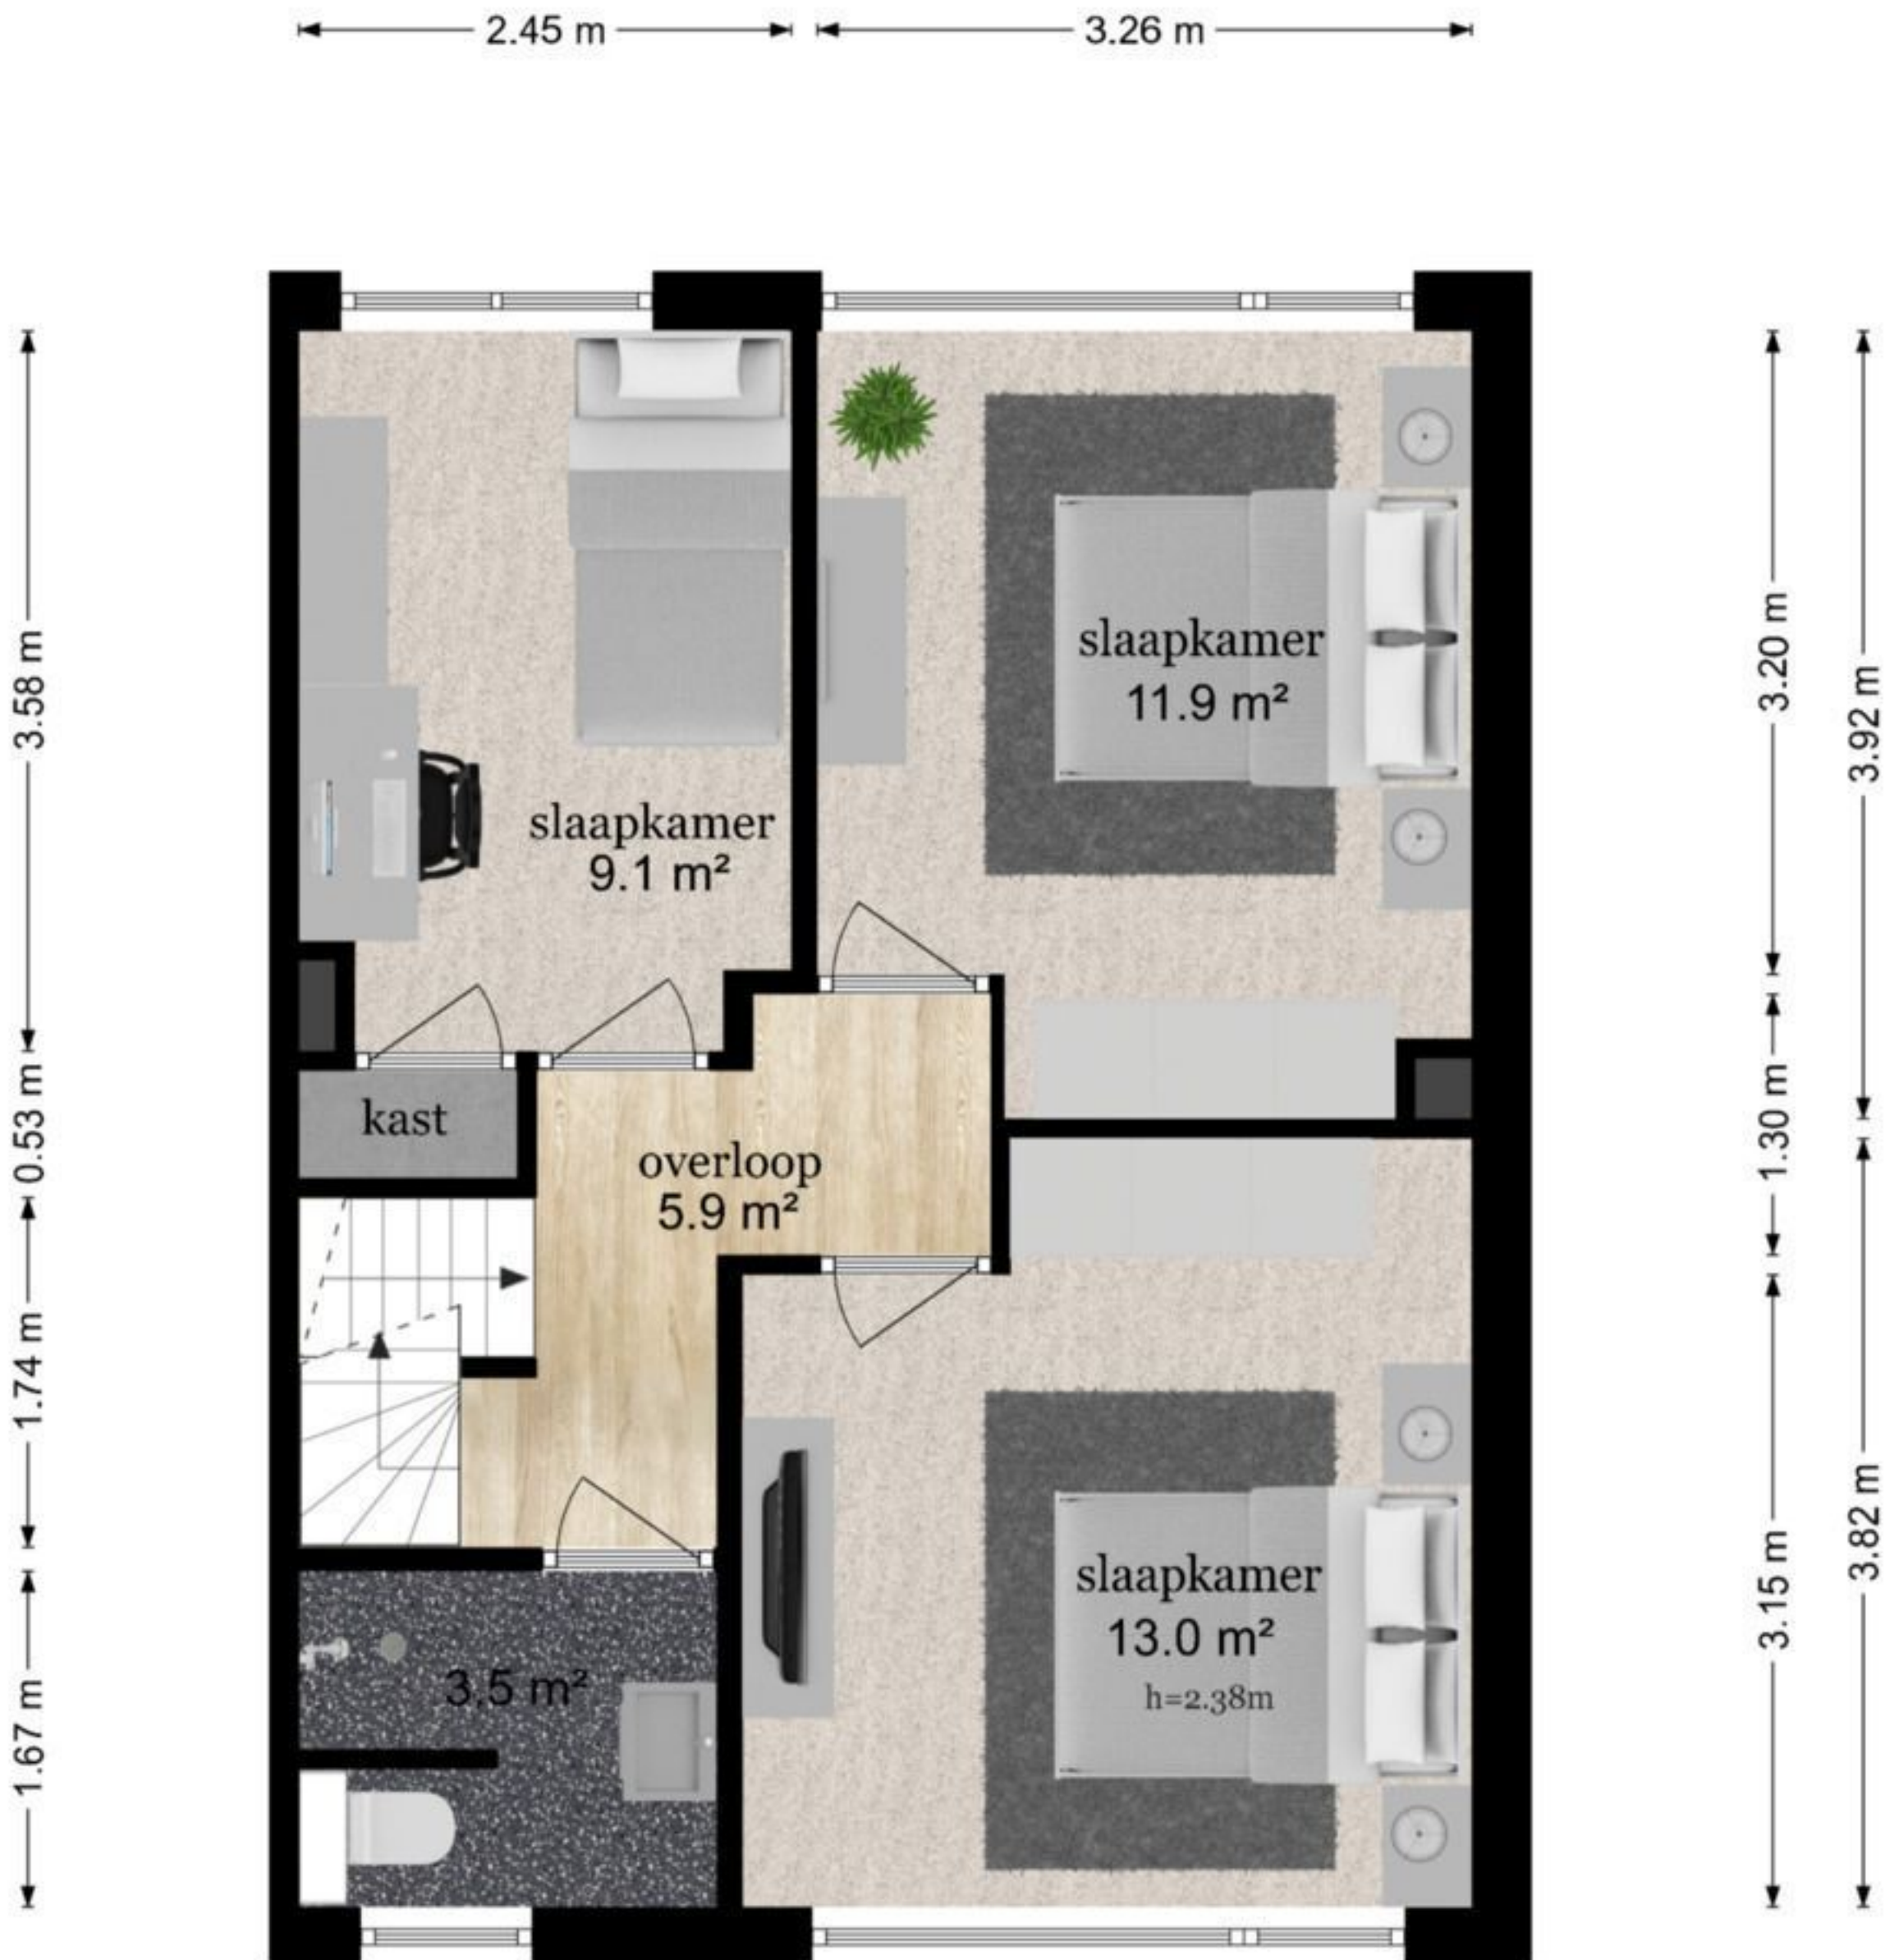 2.45 m
3.26 m
3.58 m
0.53 m
1.74 m
1.67 m
slaapkamer
9.1 m²
slaapkamer
11.9 m²
kast
overloop
5.9 m²
3.5 m²
slaapkamer
13.0 m²
h=2.38m
3.20 m
1.30 m
3.15 m
3.92 m
3.82 m